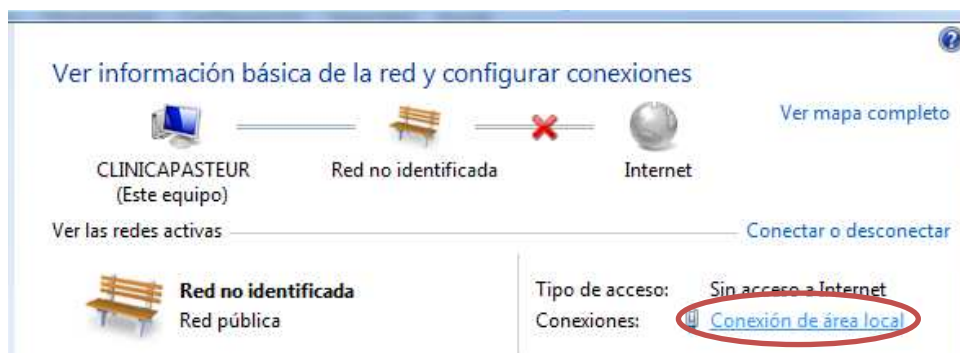 Ver información básica de la red y configurar conexiones
Ver mapa completo
CLINICAPASTEUR
(Este equipo)
Red no identificada
Internet
Ver las redes activas
Conectar o desconectar
Red no identificada
Red pública
Tipo de acceso: Sin acceso a Internet
Conexiones: Conexión de área local